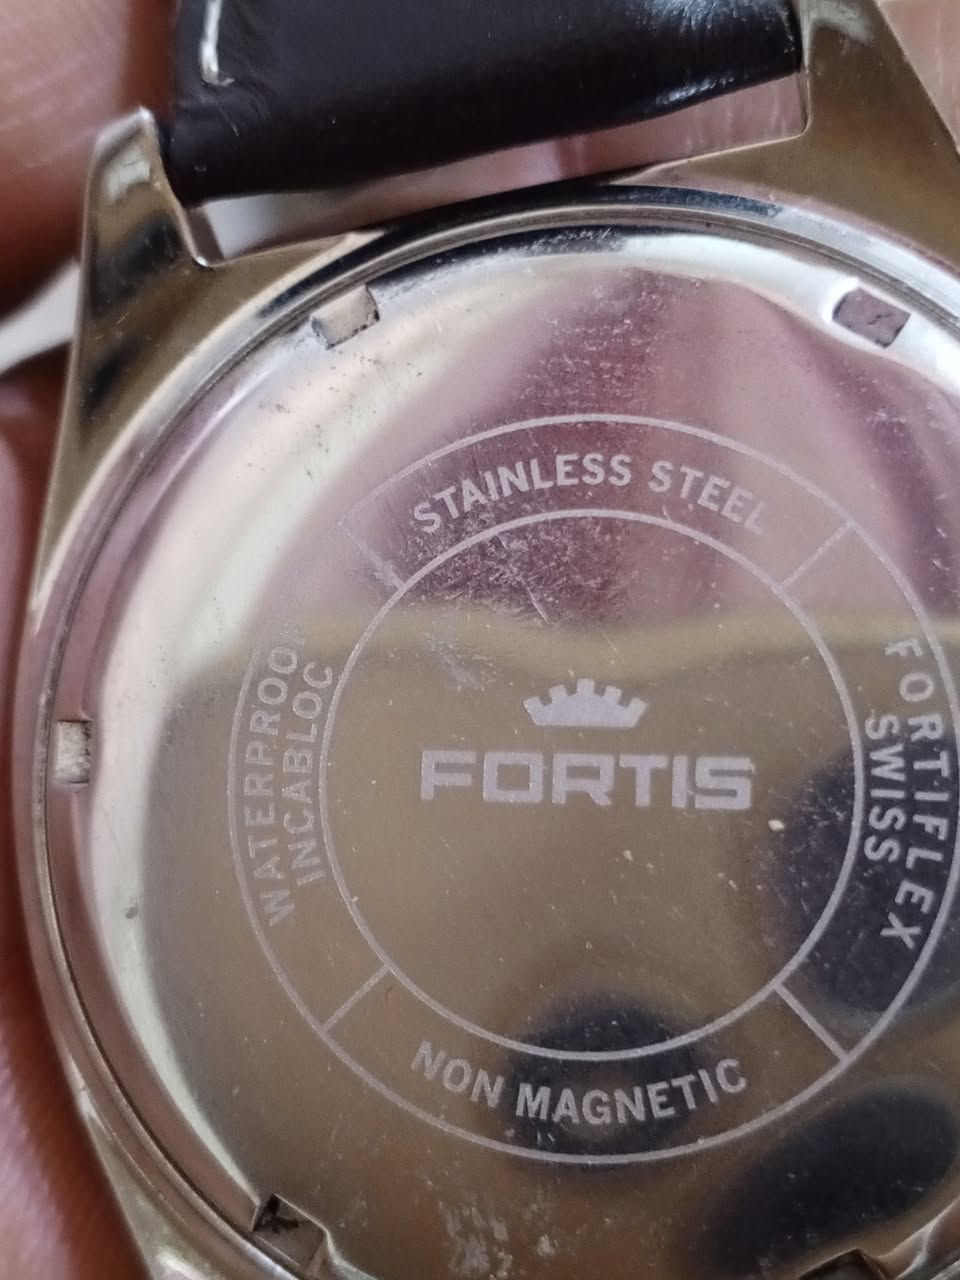 STAINLESS STEEL
WATERPROOF
INCABLOC
FORTIS
FORTIFLEX
SWISS
NON MAGNETIC